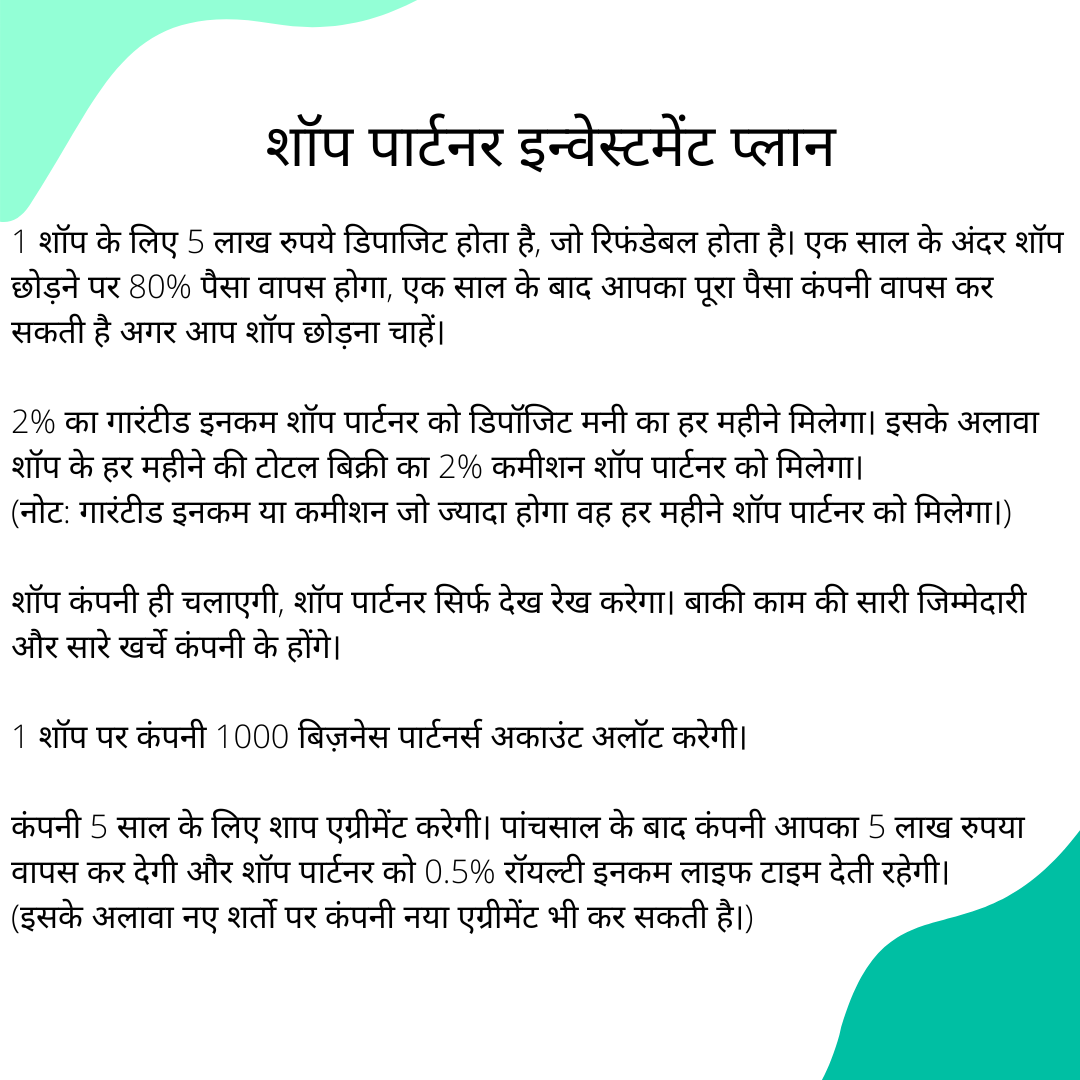 शॉप पार्टनर इन्वेस्टमेंट प्लान
1 शॉप के लिए 5 लाख रुपये डिपाजिट होता है, जो रिफंडेबल होता है। एक साल के अंदर शॉप
छोड़ने पर 80% पैसा वापस होगा, एक साल के बाद आपका पूरा पैसा कंपनी वापस कर
सकती है अगर आप शॉप छोड़ना चाहें।
2% का गारंटीड इनकम शॉप पार्टनर को डिपॉजिट मनी का हर महीने मिलेगा। इसके अलावा
शॉप के हर महीने की टोटल बिक्री का 2% कमीशन शॉप पार्टनर को मिलेगा।
(नोट: गारंटीड इनकम या कमीशन जो ज्यादा होगा वह हर महीने शॉप पार्टनर को मिलेगा।)
शॉप कंपनी ही चलाएगी, शॉप पार्टनर सिर्फ देख रेख करेगा। बाकी काम की सारी जिम्मेदारी
और सारे खर्चे कंपनी के होंगे।
1 शॉप पर कंपनी 1000 बिज़नेस पार्टनर्स अकाउंट अलॉट करेगी।
कंपनी 5 साल के लिए शाप एग्रीमेंट करेगी। पांचसाल के बाद कंपनी आपका 5 लाख रुपया
वापस कर देगी और शॉप पार्टनर को 0.5% रॉयल्टी इनकम लाइफ टाइम देती रहेगी।
(इसके अलावा नए शर्तो पर कंपनी नया एग्रीमेंट भी कर सकती है।)